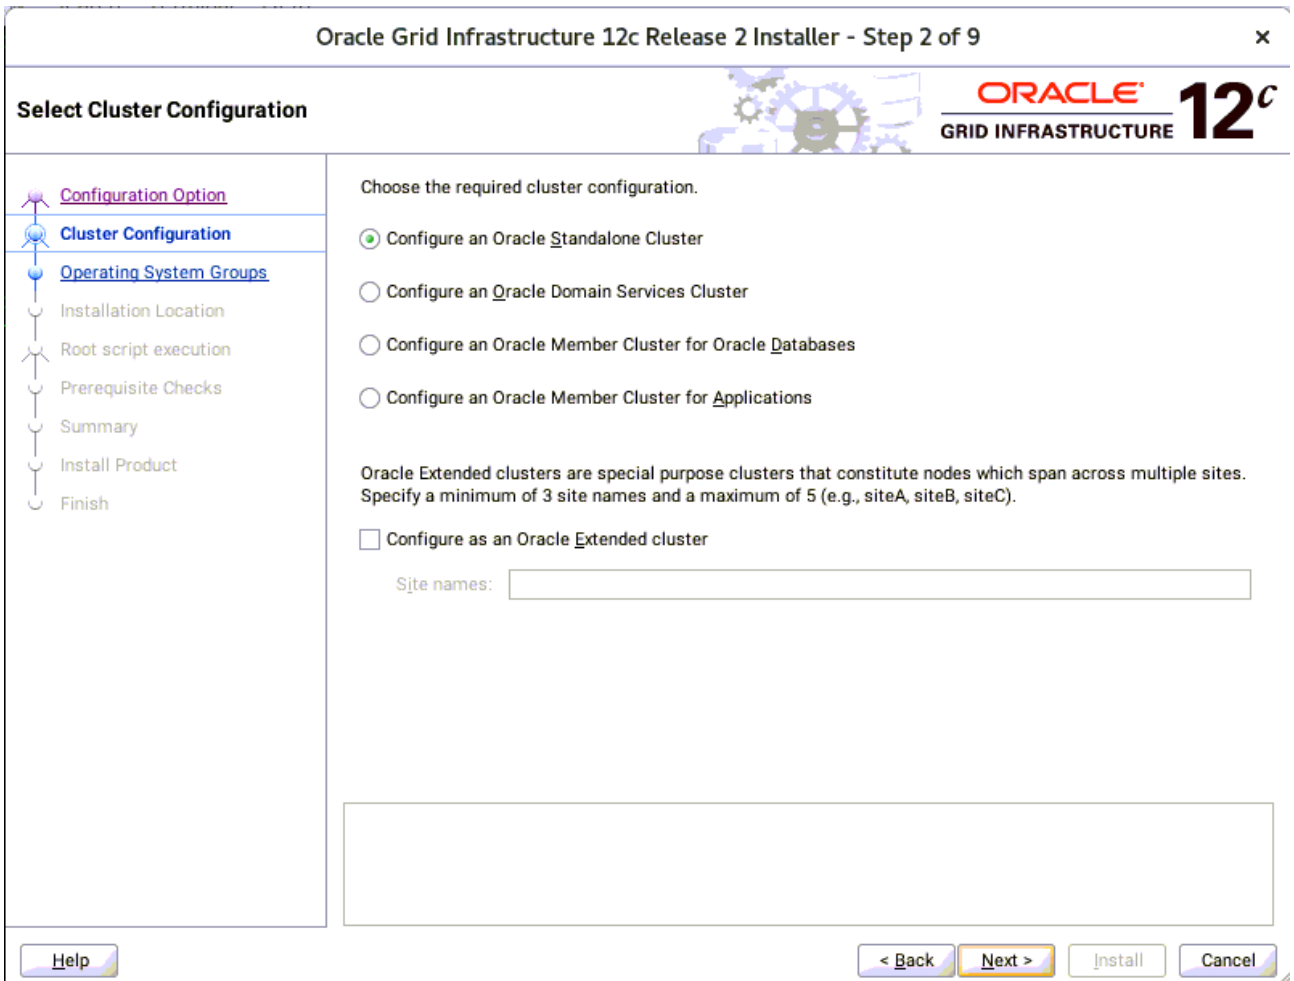 Oracle Grid Infrastructure 12c Release 2 Installer - Step 2 of 9
Select Cluster Configuration
ORACLE
GRID INFRASTRUCTURE
12c
Configuration Option
Cluster Configuration
Operating System Groups
Installation Location
Root script execution
Prerequisite Checks
Summary
Install Product
Finish
Choose the required cluster configuration.
Configure an Oracle Standalone Cluster
Configure an Oracle Domain Services Cluster
Configure an Oracle Member Cluster for Oracle Databases
Configure an Oracle Member Cluster for Applications
Oracle Extended clusters are special purpose clusters that constitute nodes which span across multiple sites.
Specify a minimum of 3 site names and a maximum of 5 (e.g., siteA, siteB, siteC).
Configure as an Oracle Extended cluster
Site names:
Help
< Back
Next >
Install
Cancel